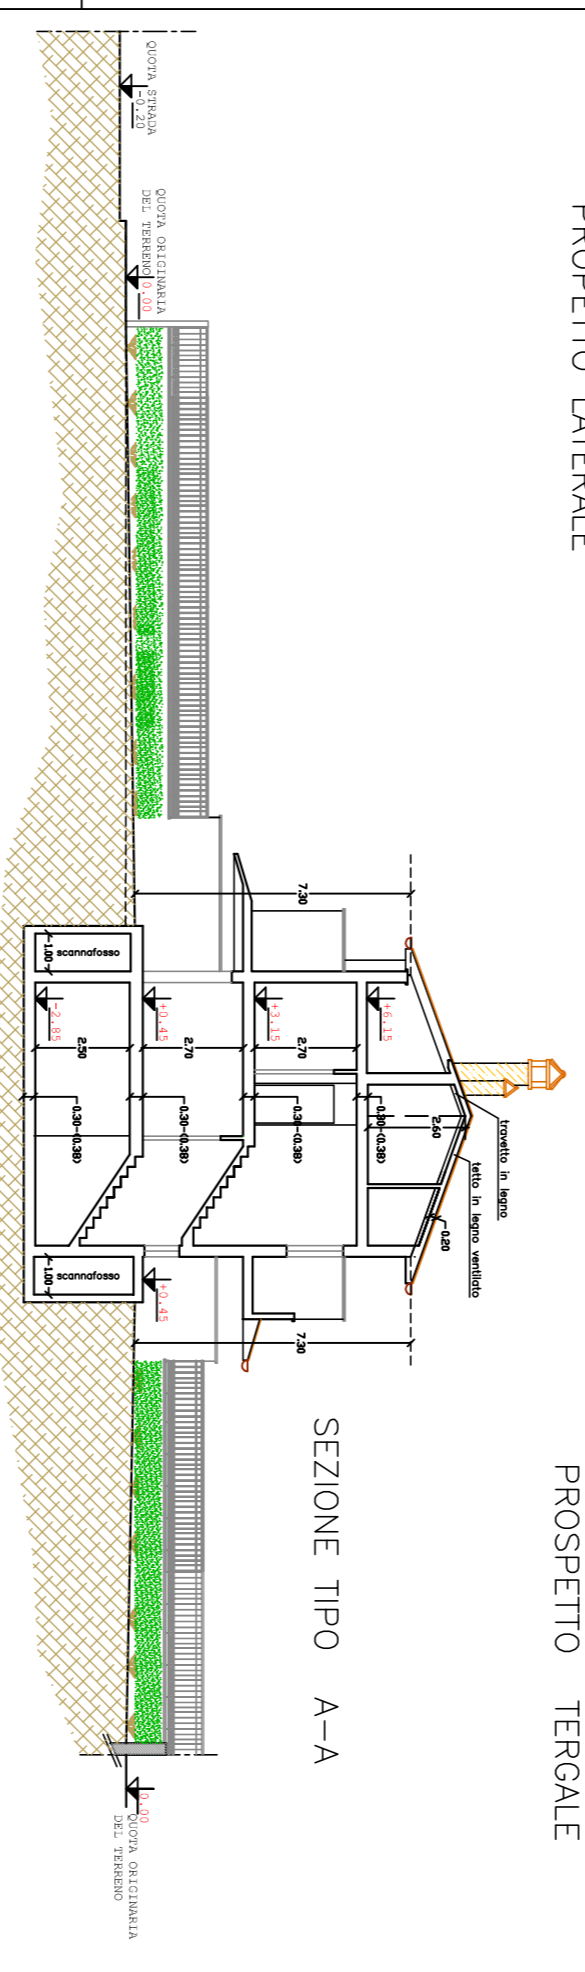 PROPETTO LATERALE
PROSPETTO TERGALE
SEZIONE TIPO A-A
QUOTA STRADA
-0.20
QUOTA ORIGINARIA
DEL TERRENO
0.00
7.30
travetto in legno
tetto in legno ventilato
0.20
2.60
+6.15
0.30-(0.38)
+3.15
2.70
0.30-(0.38)
+0.45
2.70
0.30-(0.38)
-2.85
2.50
0.30-(0.38)
scannafosso
1.00
scannafosso
1.00
+0.45
7.30
0.00
QUOTA ORIGINARIA
DEL TERRENO